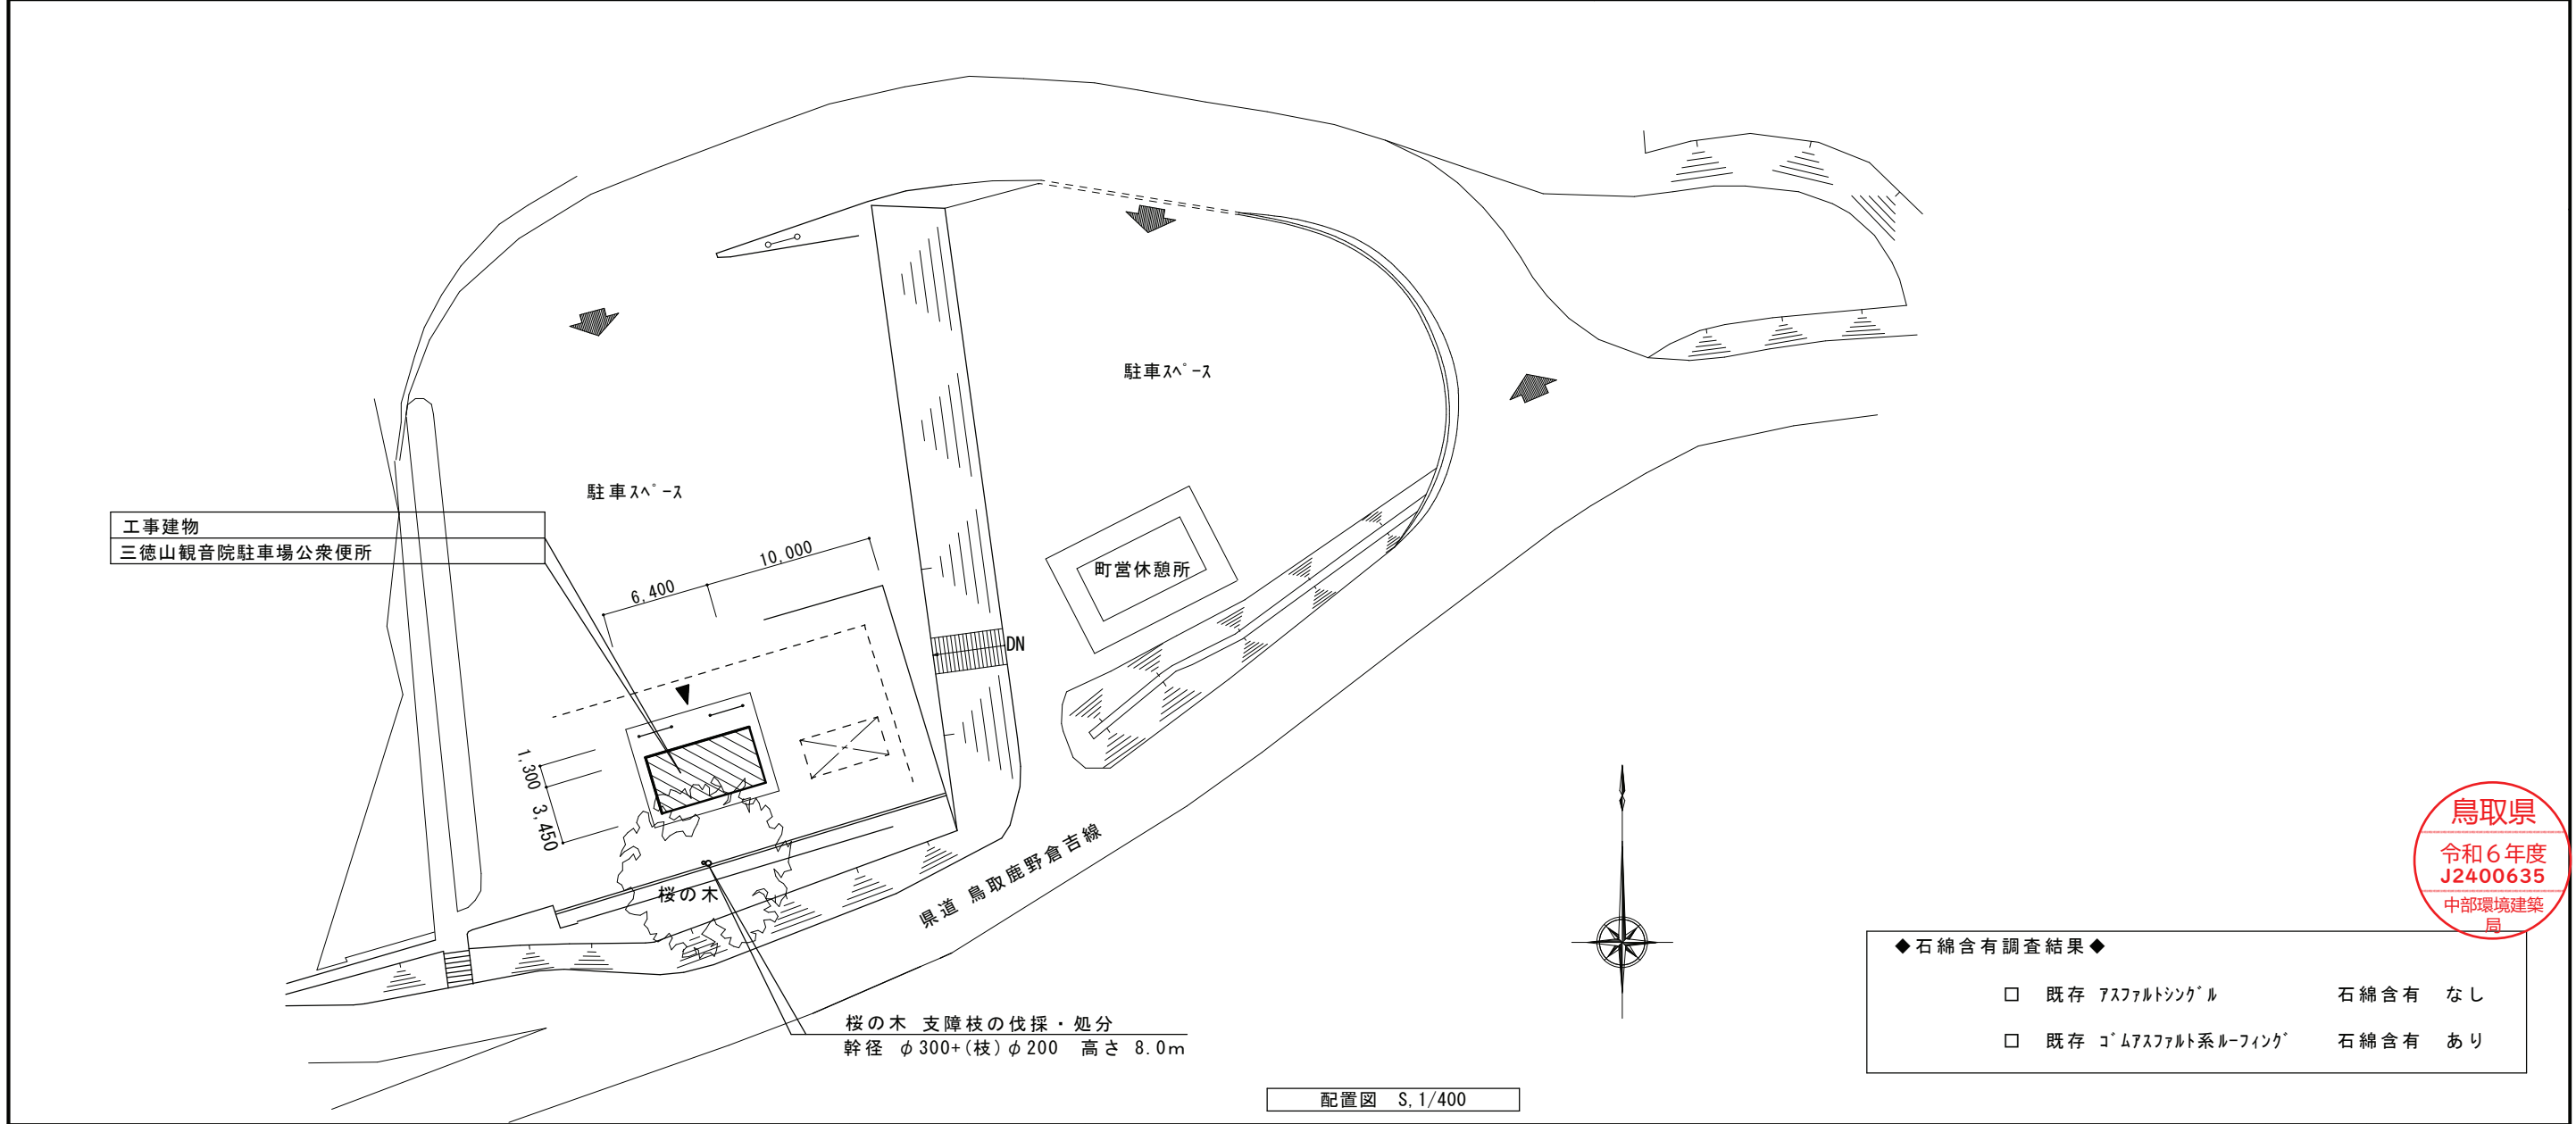 駐車ｽﾍﾟｰｽ
駐車ｽﾍﾟｰｽ
工事建物
三徳山観音院駐車場公衆便所
10,000
6,400
町営休憩所
DN
1,300
3,450
桜の木
県道 鳥取鹿野倉吉線
桜の木 支障枝の伐採・処分
幹径 φ300+(枝)φ200 高さ 8.0m
配置図 S,1/400
鳥取県
令和６年度
J2400635
中部環境建築
局
◆石綿含有調査結果◆
□ 既存 ｱｽﾌｧﾙﾄｼﾝｸﾞﾙ 石綿含有 なし
□ 既存 ｺﾞﾑｱｽﾌｧﾙﾄ系ﾙｰﾌｨﾝｸﾞ 石綿含有 あり